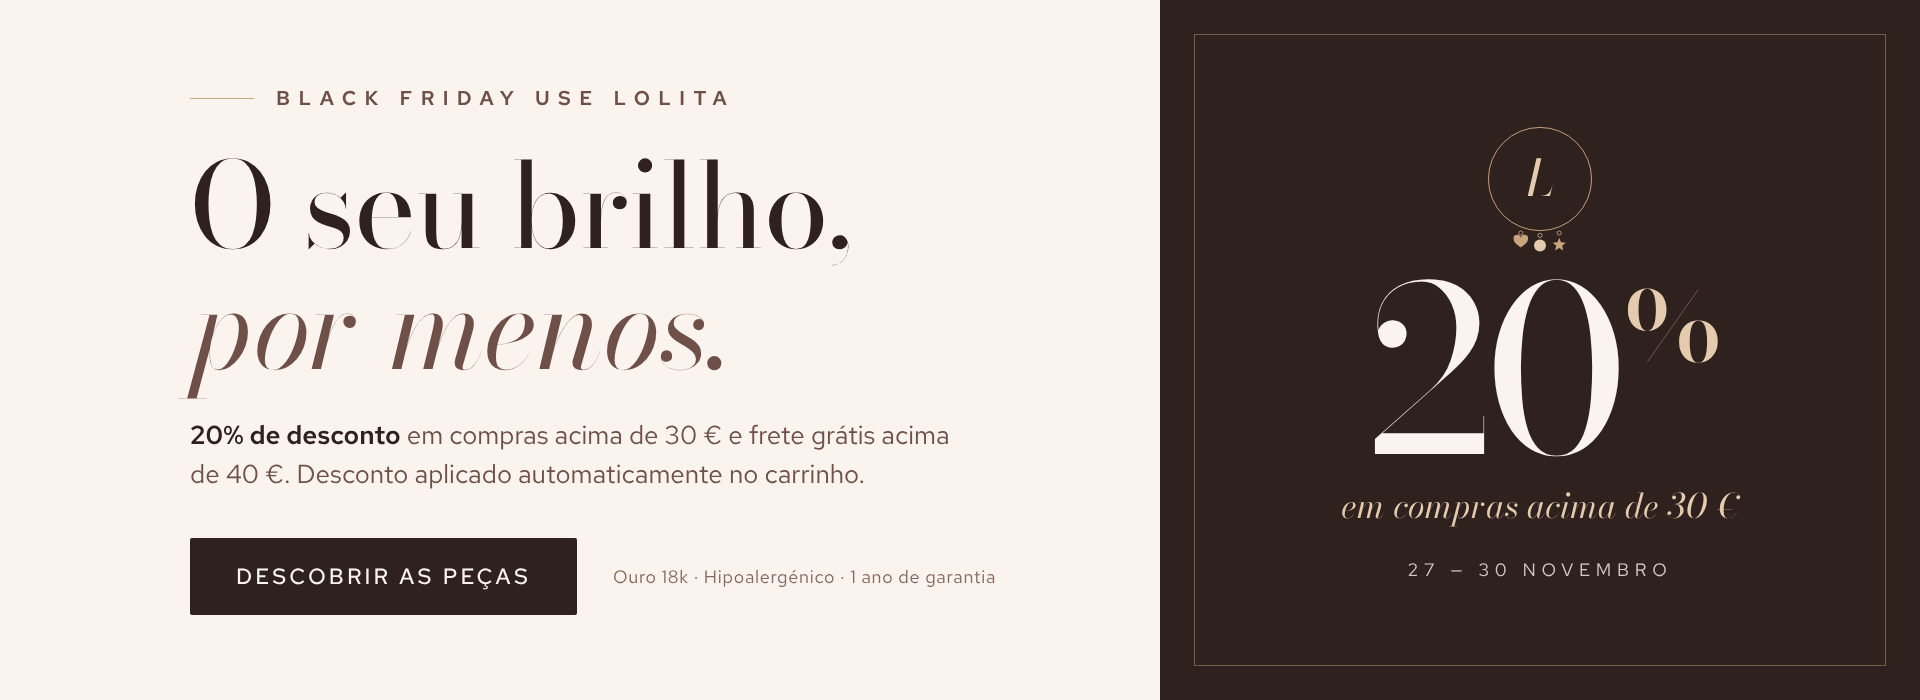 BLACK FRIDAY USE LOLITA
O seu brilho,
por menos.
20% de desconto em compras acima de 30 € e frete grátis acima
de 40 €. Desconto aplicado automaticamente no carrinho.
DESCOBRIR AS PEÇAS
Ouro 18k · Hipoalergénico · 1 ano de garantia
L
20%
em compras acima de 30 €
27 — 30 NOVEMBRO